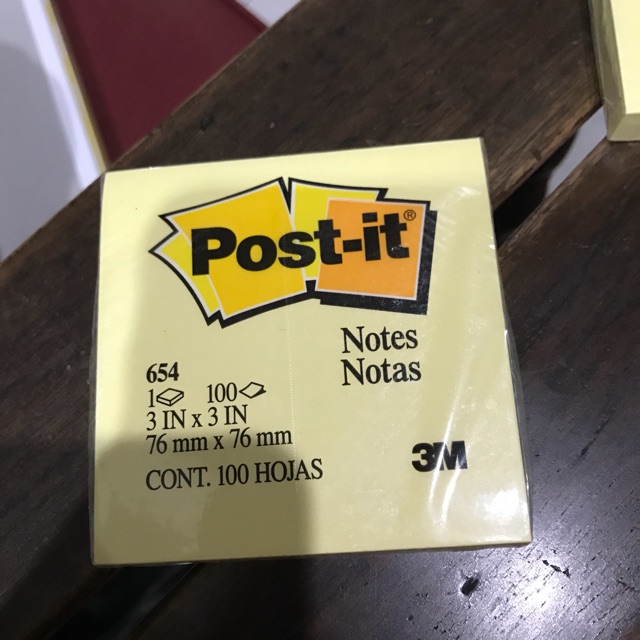 Post-it®
Notes
Notas
654
1 100
3 IN x 3 IN
76 mm x 76 mm
CONT. 100 HOJAS
3M